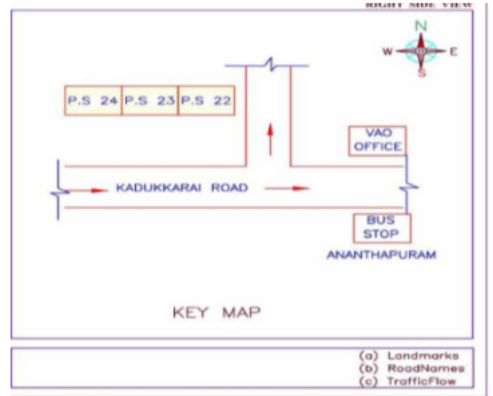 RIGHT SIDE VIEW
N
W E
S
P.S 24 P.S 23 P.S 22
VAO
OFFICE
KADUKKARAI ROAD
BUS
STOP
ANANTHAPURAM
KEY MAP
(a) Landmarks
(b) RoadNames
(c) TrafficFlow